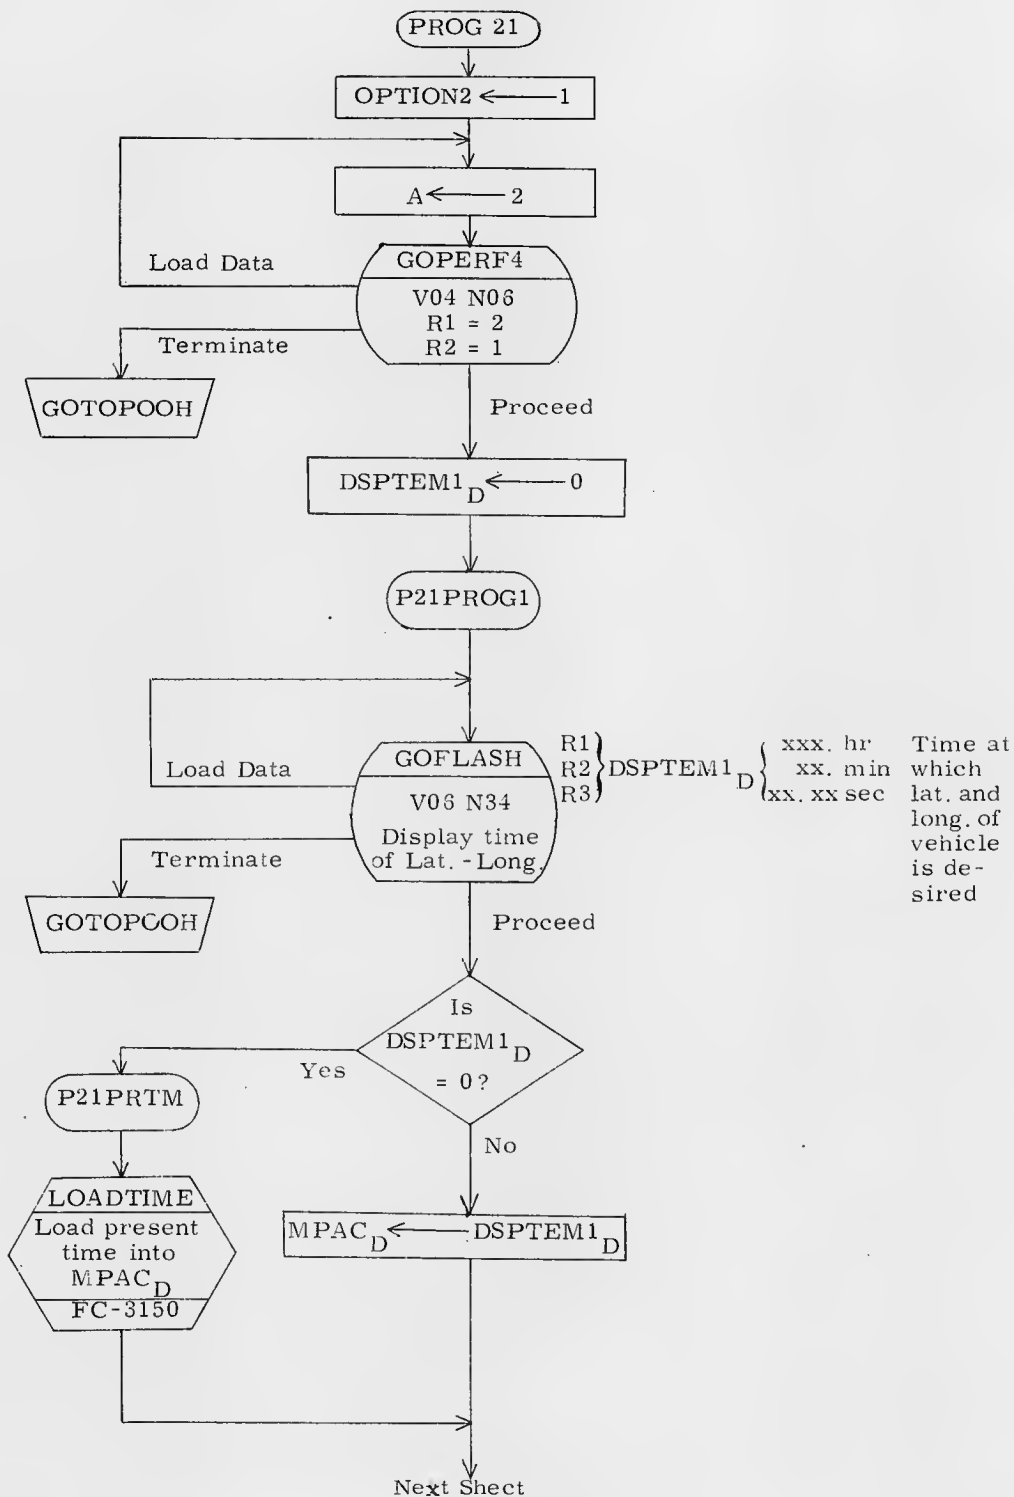 PROG 21
OPTION2 ← 1
A ← 2
Load Data
GOPERF4
V04 N06
R1 = 2
R2 = 1
Terminate
GOTOPOOH
Proceed
DSPTEM1D ← 0
P21PROG1
Load Data
GOFLASH
V06 N34
Display time
of Lat. - Long.
R1
R2
R3
DSPTEM1D
xxx. hr
xx. min
xx. xx sec
Time at
which
lat. and
long. of
vehicle
is de-
sired
Terminate
GOTOPOOH
Proceed
Is
DSPTEM1D
= 0?
Yes
P21PRTM
No
LOADTIME
Load present
time into
MPACD
FC-3150
MPACD ← DSPTEM1D
Next Sheet